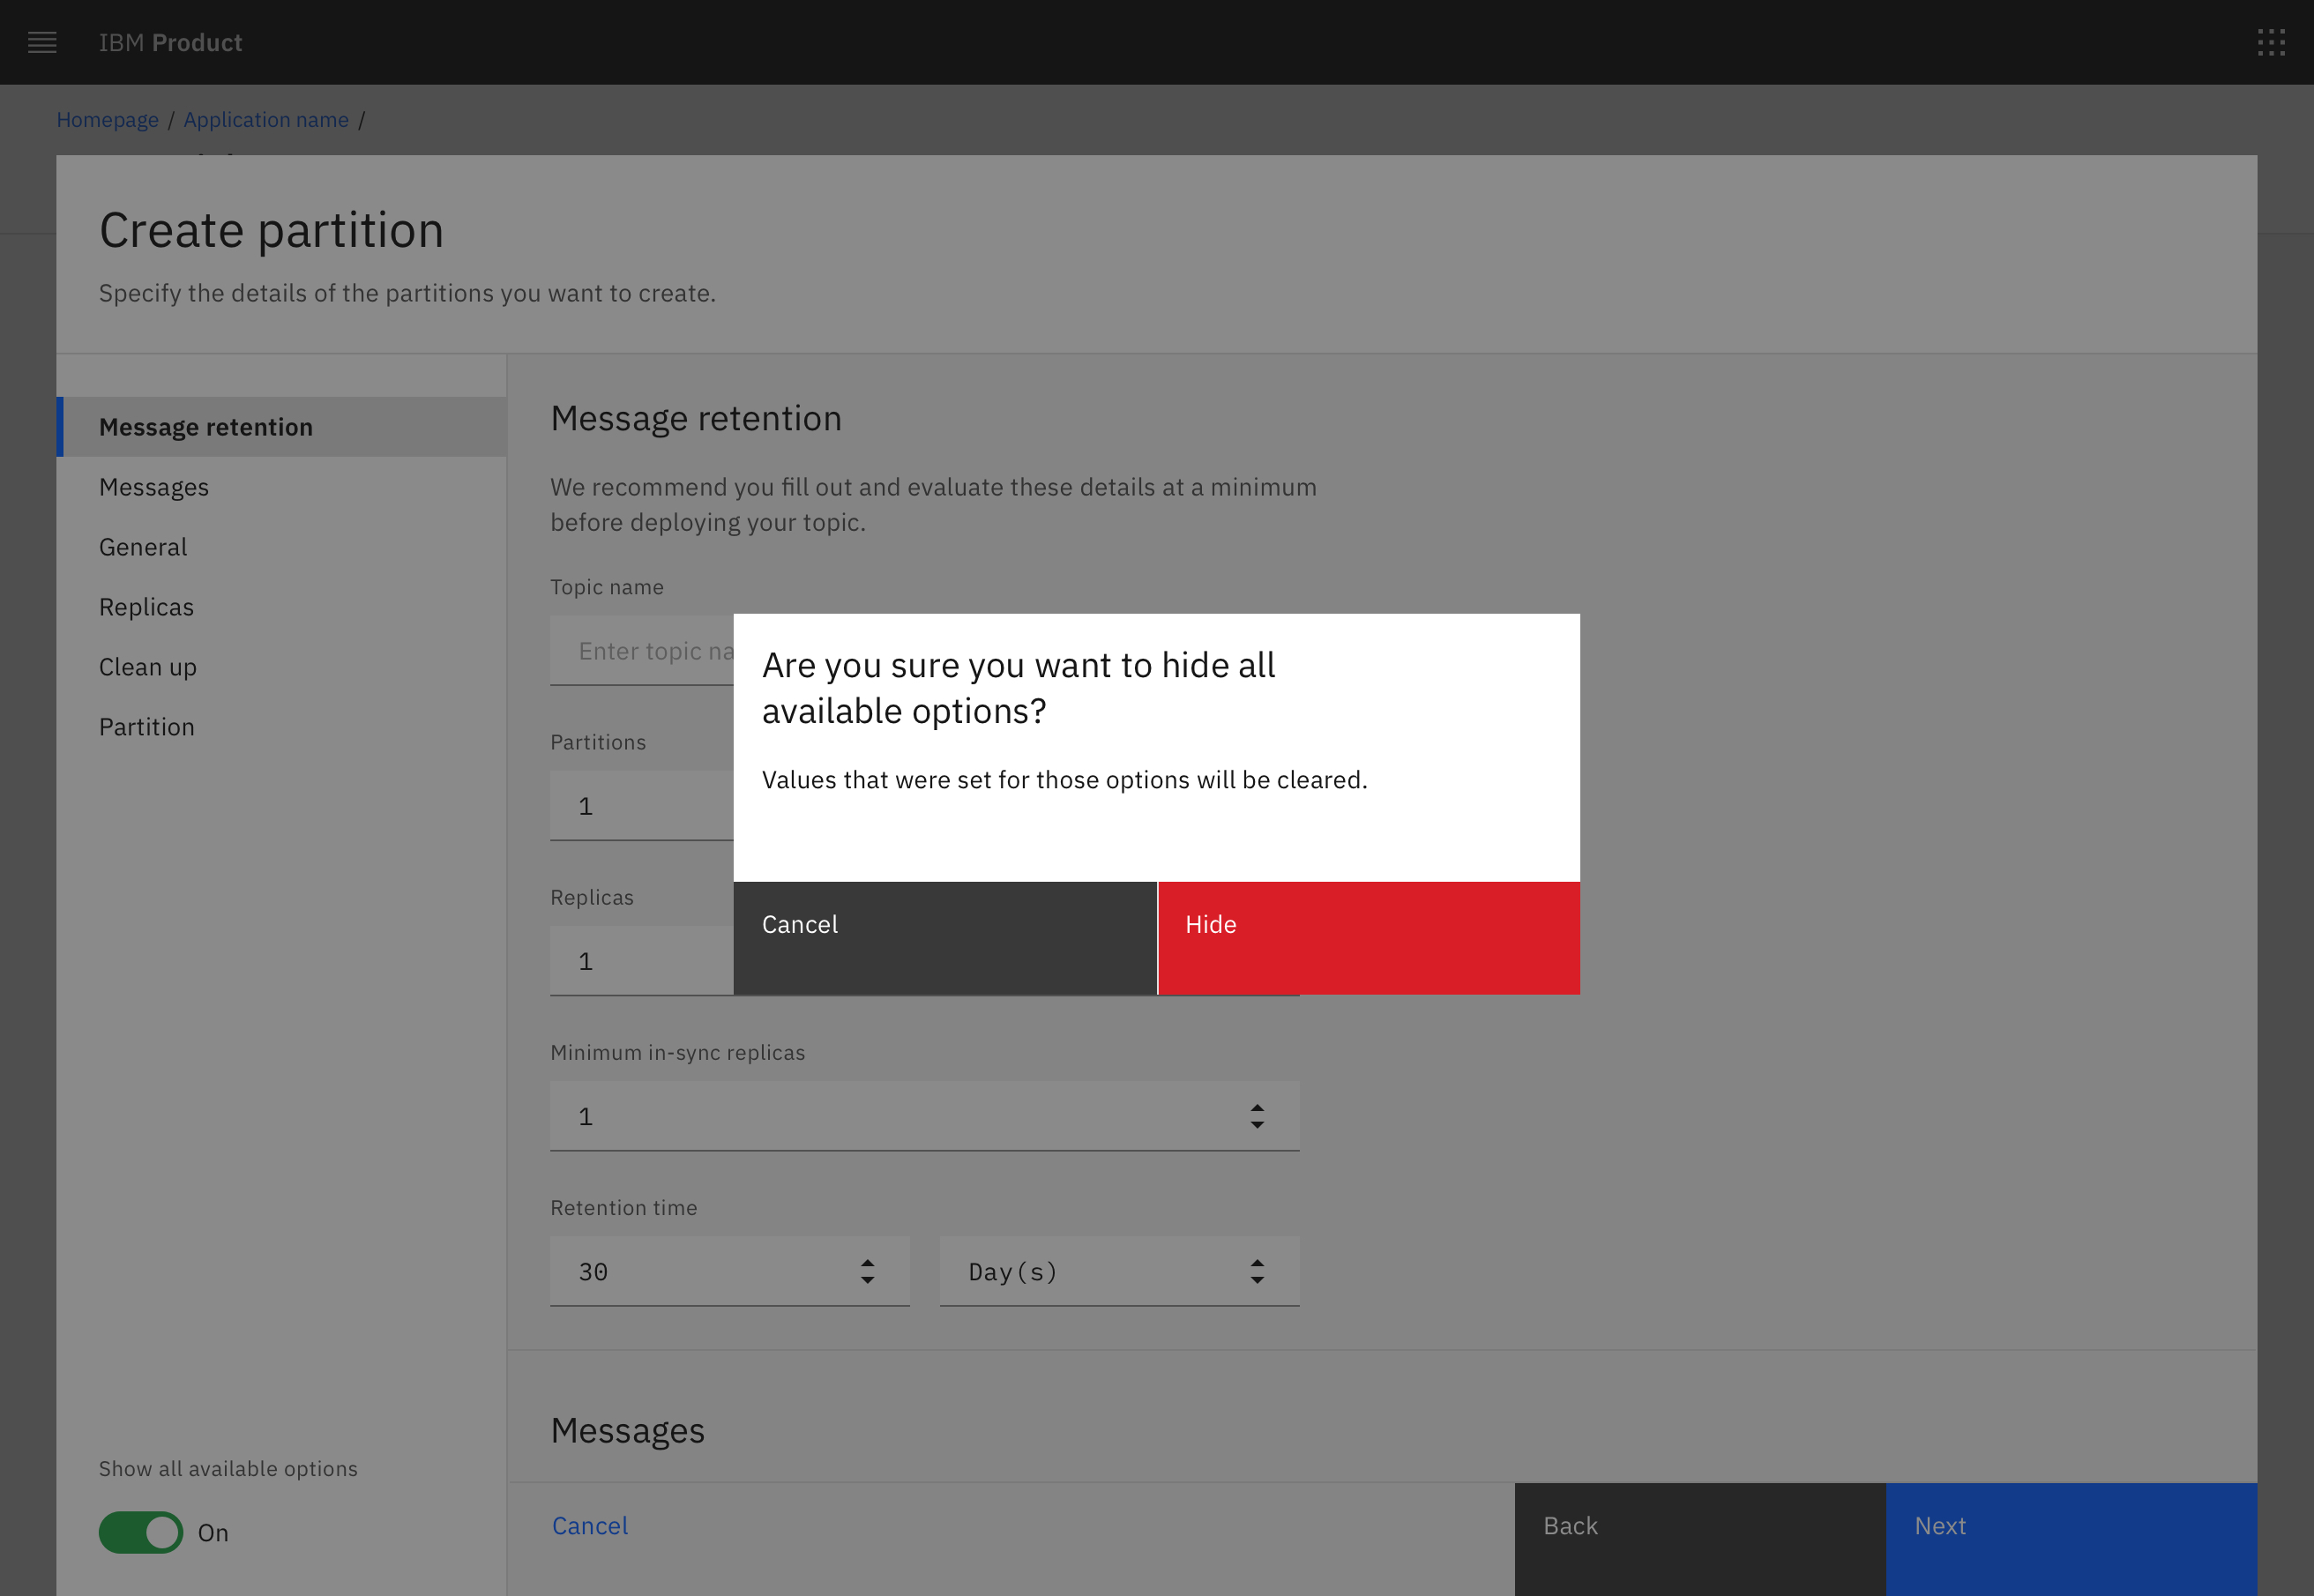 IBM Product
Homepage / Application name /
Create partition
Specify the details of the partitions you want to create.
Message retention
Messages
General
Replicas
Clean up
Partition
Show all available options
On
Message retention
We recommend you fill out and evaluate these details at a minimum
before deploying your topic.
Topic name
Enter topic
Partitions
1
Replicas
1
Minimum in-sync replicas
1
Retention time
30
Day(s)
Messages
Cancel
Back
Next
Are you sure you want to hide all
available options?
Values that were set for those options will be cleared.
Cancel
Hide